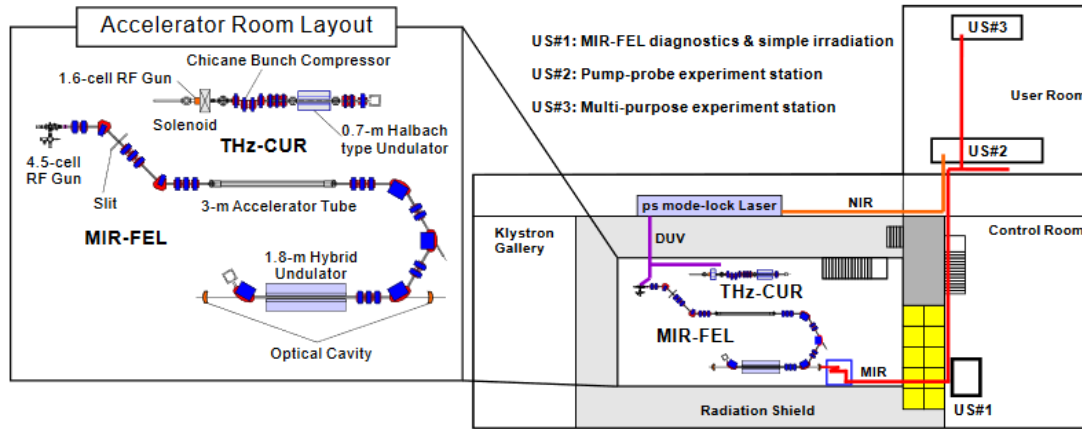 Accelerator Room Layout
Chicane Bunch Compressor
1.6-cell RF Gun
Solenoid
THz-CUR
0.7-m Halbach
type Undulator
4.5-cell
RF Gun
Slit
3-m Accelerator Tube
MIR-FEL
1.8-m Hybrid
Undulator
Optical Cavity
US#1: MIR-FEL diagnostics & simple irradiation
US#2: Pump-probe experiment station
US#3: Multi-purpose experiment station
US#3
User Room
US#2
ps mode-lock Laser
NIR
Klystron
Gallery
DUV
Control Room
THz-CUR
MIR-FEL
MIR
US#1
Radiation Shield